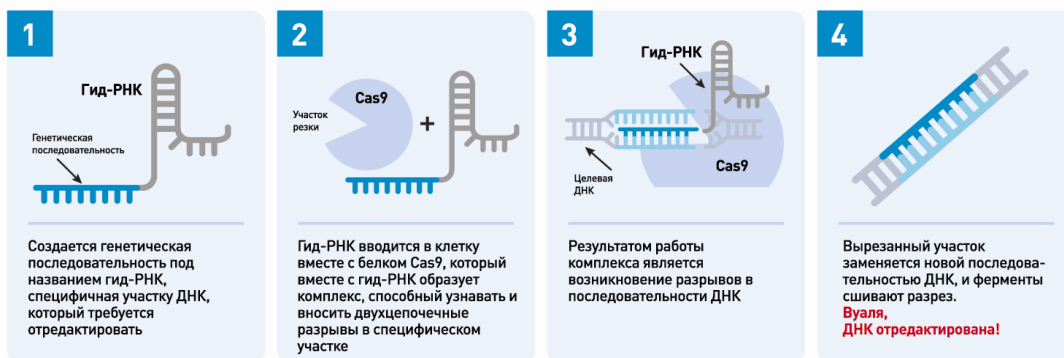 1
Гид-РНК
Генетическая
последовательность
Создается генетическая
последовательность под
названием гид-РНК,
специфичная участку ДНК,
который требуется
отредактировать
2
Cas9
Участок
резки
+
Гид-РНК вводится в клетку
вместе с белком Cas9, который
вместе с гид-РНК образует
комплекс, способный узнавать и
вносить двухцепочечные
разрывы в специфическом
участке
3
Гид-РНК
Cas9
Целевая
ДНК
Результатом работы
комплекса является
возникновение разрывов в
последовательности ДНК
4
Вырезанный участок
заменяется новой последова-
тельностью ДНК, и ферменты
сшивают разрез.
Вуаля,
ДНК отредактирована!